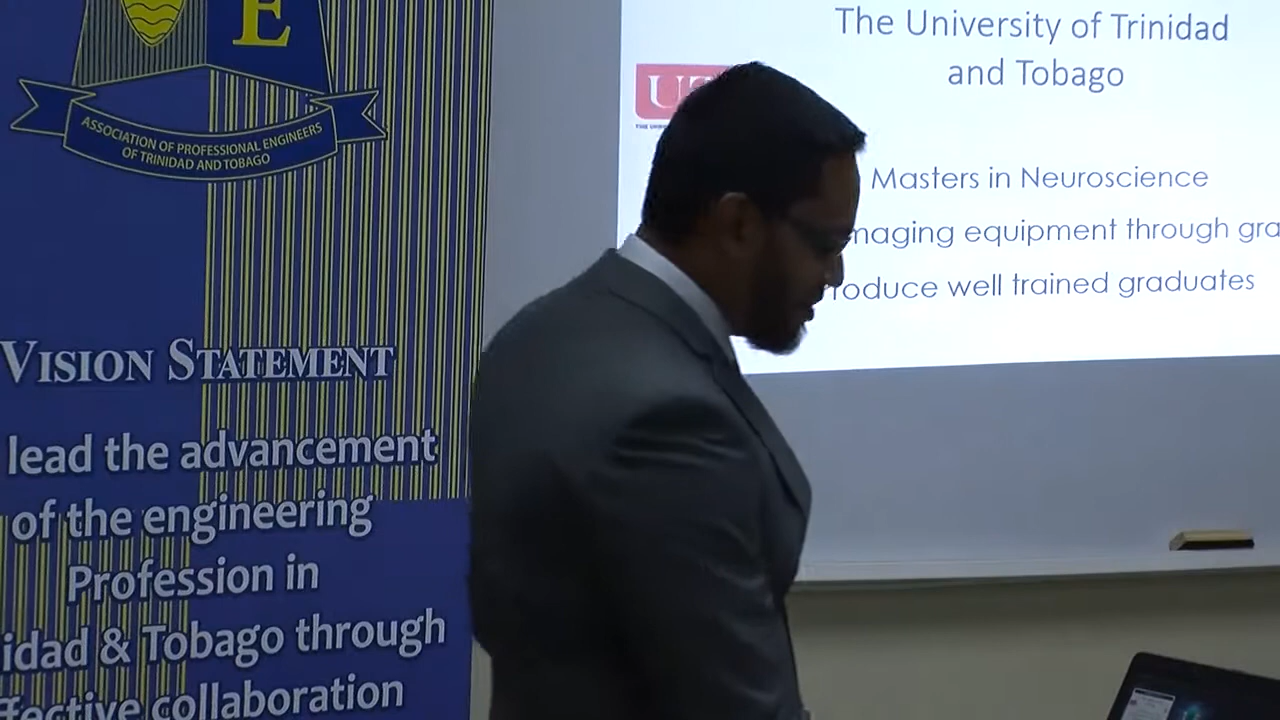 E
ASSOCIATION OF PROFESSIONAL ENGINEERS
OF TRINIDAD AND TOBAGO
VISION STATEMENT
lead the advancement
of the engineering
Profession in
idad & Tobago through
fective collaboration
The University of Trinidad
and Tobago
U
Masters in Neuroscience
maging equipment through gra
roduce well trained graduates